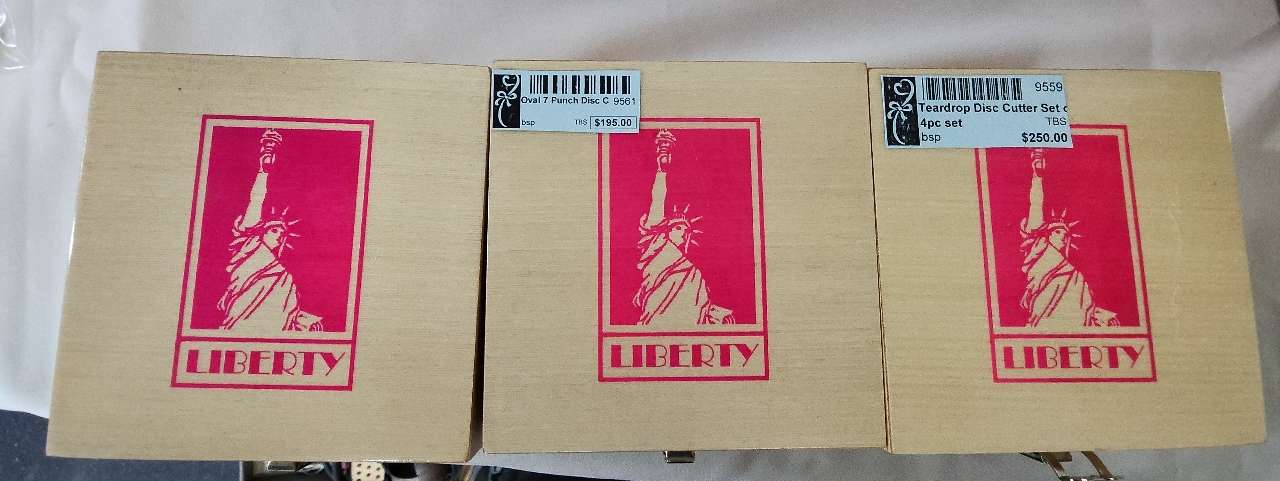 LIBERTY
Oval 7 Punch Disc C 9561
bsp TBS $195.00
LIBERTY
9559
Teardrop Disc Cutter Set c
4pc set TBS
bsp $250.00
LIBERTY